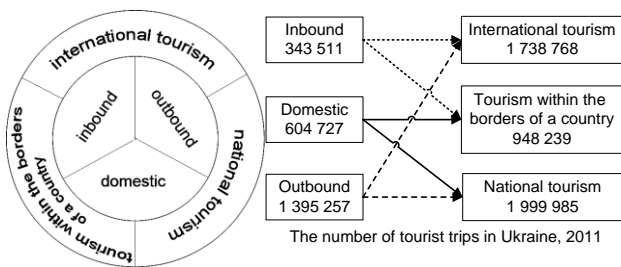 international tourism
national tourism
tourism within the borders
of a country
inbound
outbound
domestic
Inbound
343 511
Domestic
604 727
Outbound
1 395 257
International tourism
1 738 768
Tourism within the
borders of a country
948 239
National tourism
1 999 985
The number of tourist trips in Ukraine, 2011